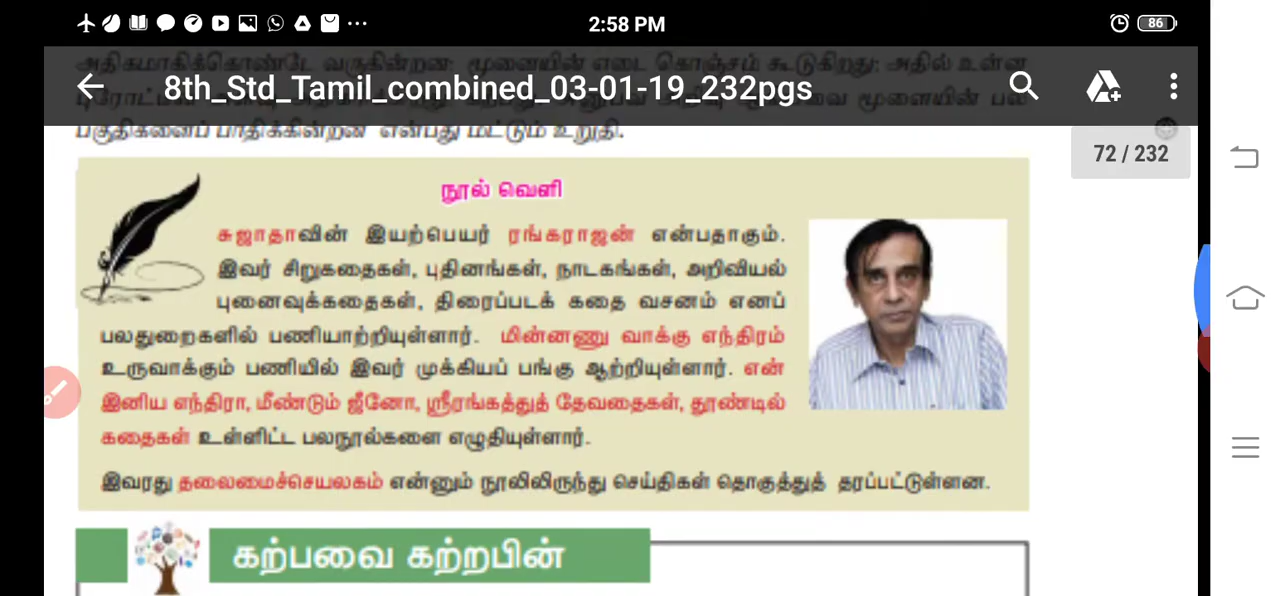 2:58 PM
86
8th_Std_Tamil_combined_03-01-19_232pgs
72 / 232
பகுதிகளைப் பாதிக்கின்றன என்பது மட்டும் உறுதி.
நூல் வெளி
சுஜாதாவின் இயற்பெயர் ரங்கராஜன் என்பதாகும்.
இவர் சிறுகதைகள், புதினங்கள், நாடகங்கள், அறிவியல்
புனைவுக்கதைகள், திரைப்படக் கதை வசனம் எனப்
பலதுறைகளில் பணியாற்றியுள்ளார். மின்னணு வாக்கு எந்திரம்
உருவாக்கும் பணியில் இவர் முக்கியப் பங்கு ஆற்றியுள்ளார். என்
இனிய எந்திரா, மீண்டும் ஜீனோ, ஸ்ரீரங்கத்துத் தேவதைகள், தூண்டில்
கதைகள் உள்ளிட்ட பலநூல்களை எழுதியுள்ளார்.
இவரது தலைமைச்செயலகம் என்னும் நூலிலிருந்து செய்திகள் தொகுத்துத் தரப்பட்டுள்ளன.
கற்பவை கற்றபின்